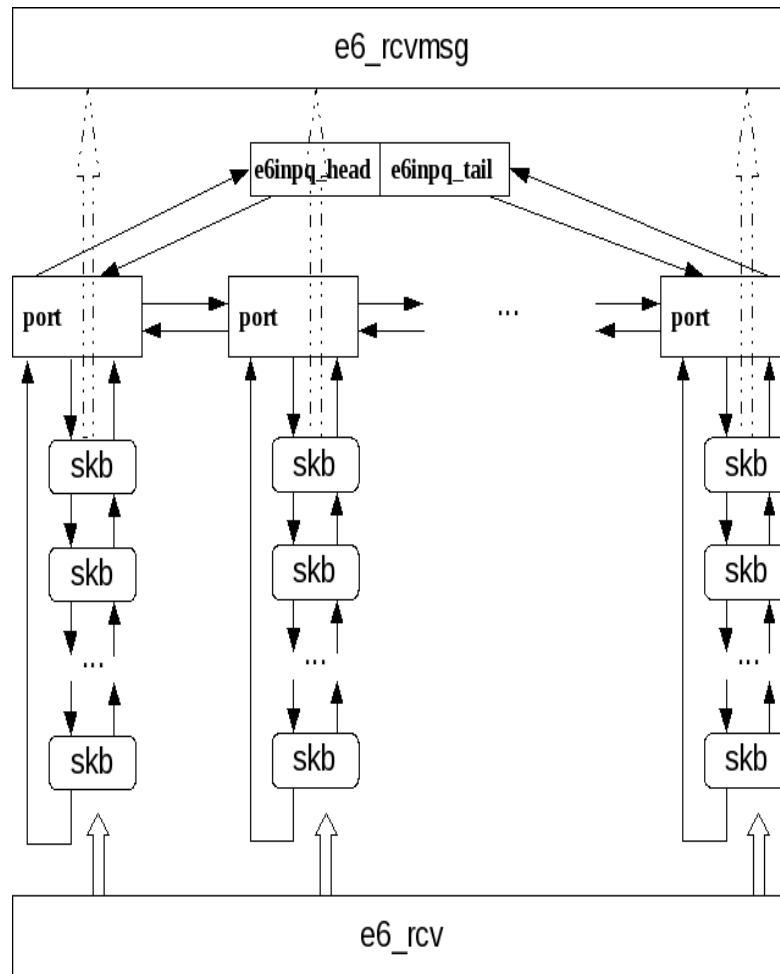 e6_rcvmsg
e6inpq_head e6inpq_tail
port port ... port
skb skb skb
skb skb skb
... ... ...
skb skb skb
e6_rcv